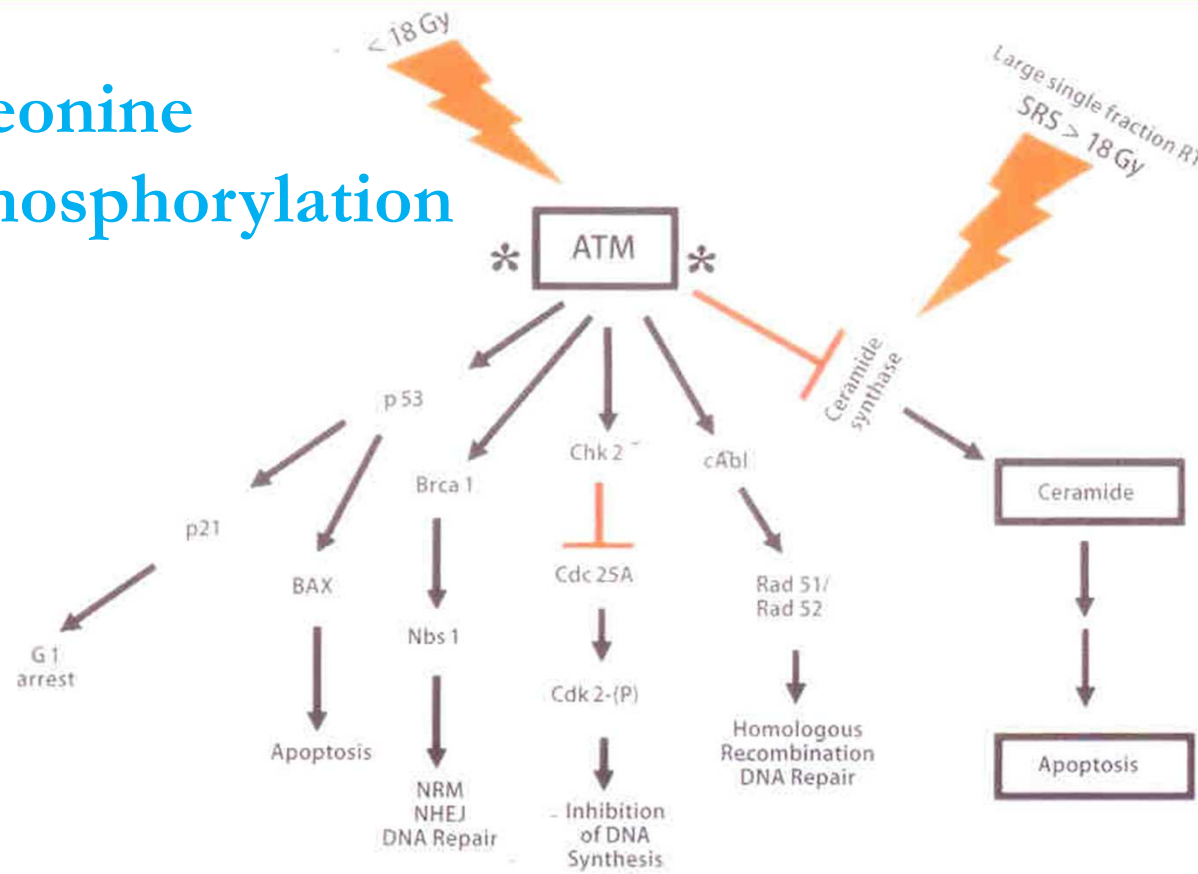 eonine
hosphorylation
< 18 Gy
Large single fraction RT
SRS > 18 Gy
* ATM *
p 53
Brca 1
Chk 2
cAbl
Ceramide
synthase
Ceramide
p21
BAX
Nbs 1
Cdc 25A
Rad 51/
Rad 52
G 1
arrest
Apoptosis
NRM
NHEJ
DNA Repair
Cdk 2-(P)
Inhibition
of DNA
Synthesis
Homologous
Recombination
DNA Repair
Apoptosis